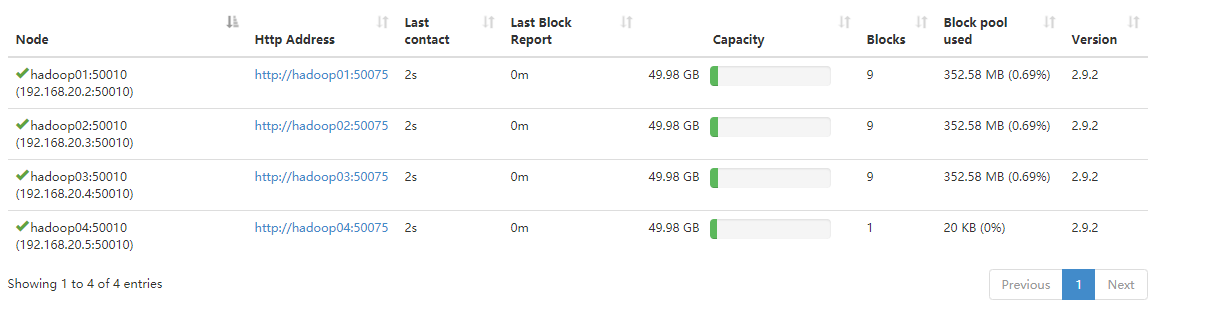 Node Http Address Last contact Last Block Report Capacity Blocks Block pool used Version
hadoop01:50010 http://hadoop01:50075 2s 0m 49.98 GB 9 352.58 MB (0.69%) 2.9.2
(192.168.20.2:50010)
hadoop02:50010 http://hadoop02:50075 2s 0m 49.98 GB 9 352.58 MB (0.69%) 2.9.2
(192.168.20.3:50010)
hadoop03:50010 http://hadoop03:50075 2s 0m 49.98 GB 9 352.58 MB (0.69%) 2.9.2
(192.168.20.4:50010)
hadoop04:50010 http://hadoop04:50075 2s 0m 49.98 GB 1 20 KB (0%) 2.9.2
(192.168.20.5:50010)
Showing 1 to 4 of 4 entries Previous 1 Next